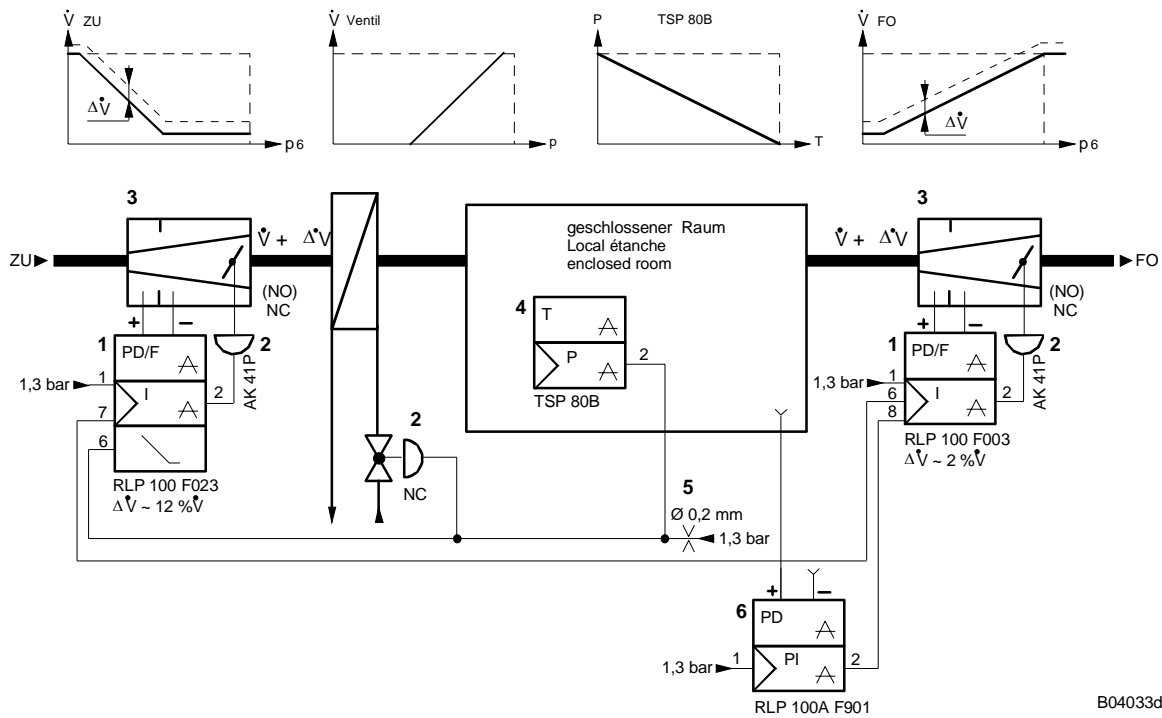 V̇ ZU
V̇ Ventil
P TSP 80B
V̇ FO
ΔV̇
ΔV̇
p6
p
T
p6
3
3
geschlossener Raum
Local étanche
enclosed room
V̇ + ΔV̇
V̇ + ΔV̇
ZU
FO
(NO)
NC
(NO)
NC
+ −
+ −
4
T
P
2
TSP 80B
1
PD/F
2
AK 41P
1,3 bar
1
I
2
7
6
RLP 100 F023
ΔV̇ ~ 12 %V̇
2
NC
1
PD/F
2
AK 41P
1,3 bar
1
6
I
2
8
RLP 100 F003
ΔV̇ ~ 2 %V̇
5
Ø 0,2 mm
1,3 bar
+ −
6
PD
1,3 bar
1
PI
2
RLP 100A F901
B04033d